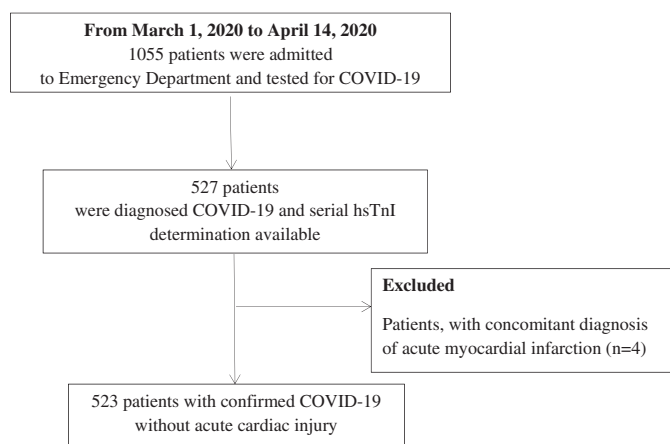 From March 1, 2020 to April 14, 2020
1055 patients were admitted
to Emergency Department and tested for COVID-19
527 patients
were diagnosed COVID-19 and serial hsTnI
determination available
Excluded
Patients, with concomitant diagnosis
of acute myocardial infarction (n=4)
523 patients with confirmed COVID-19
without acute cardiac injury